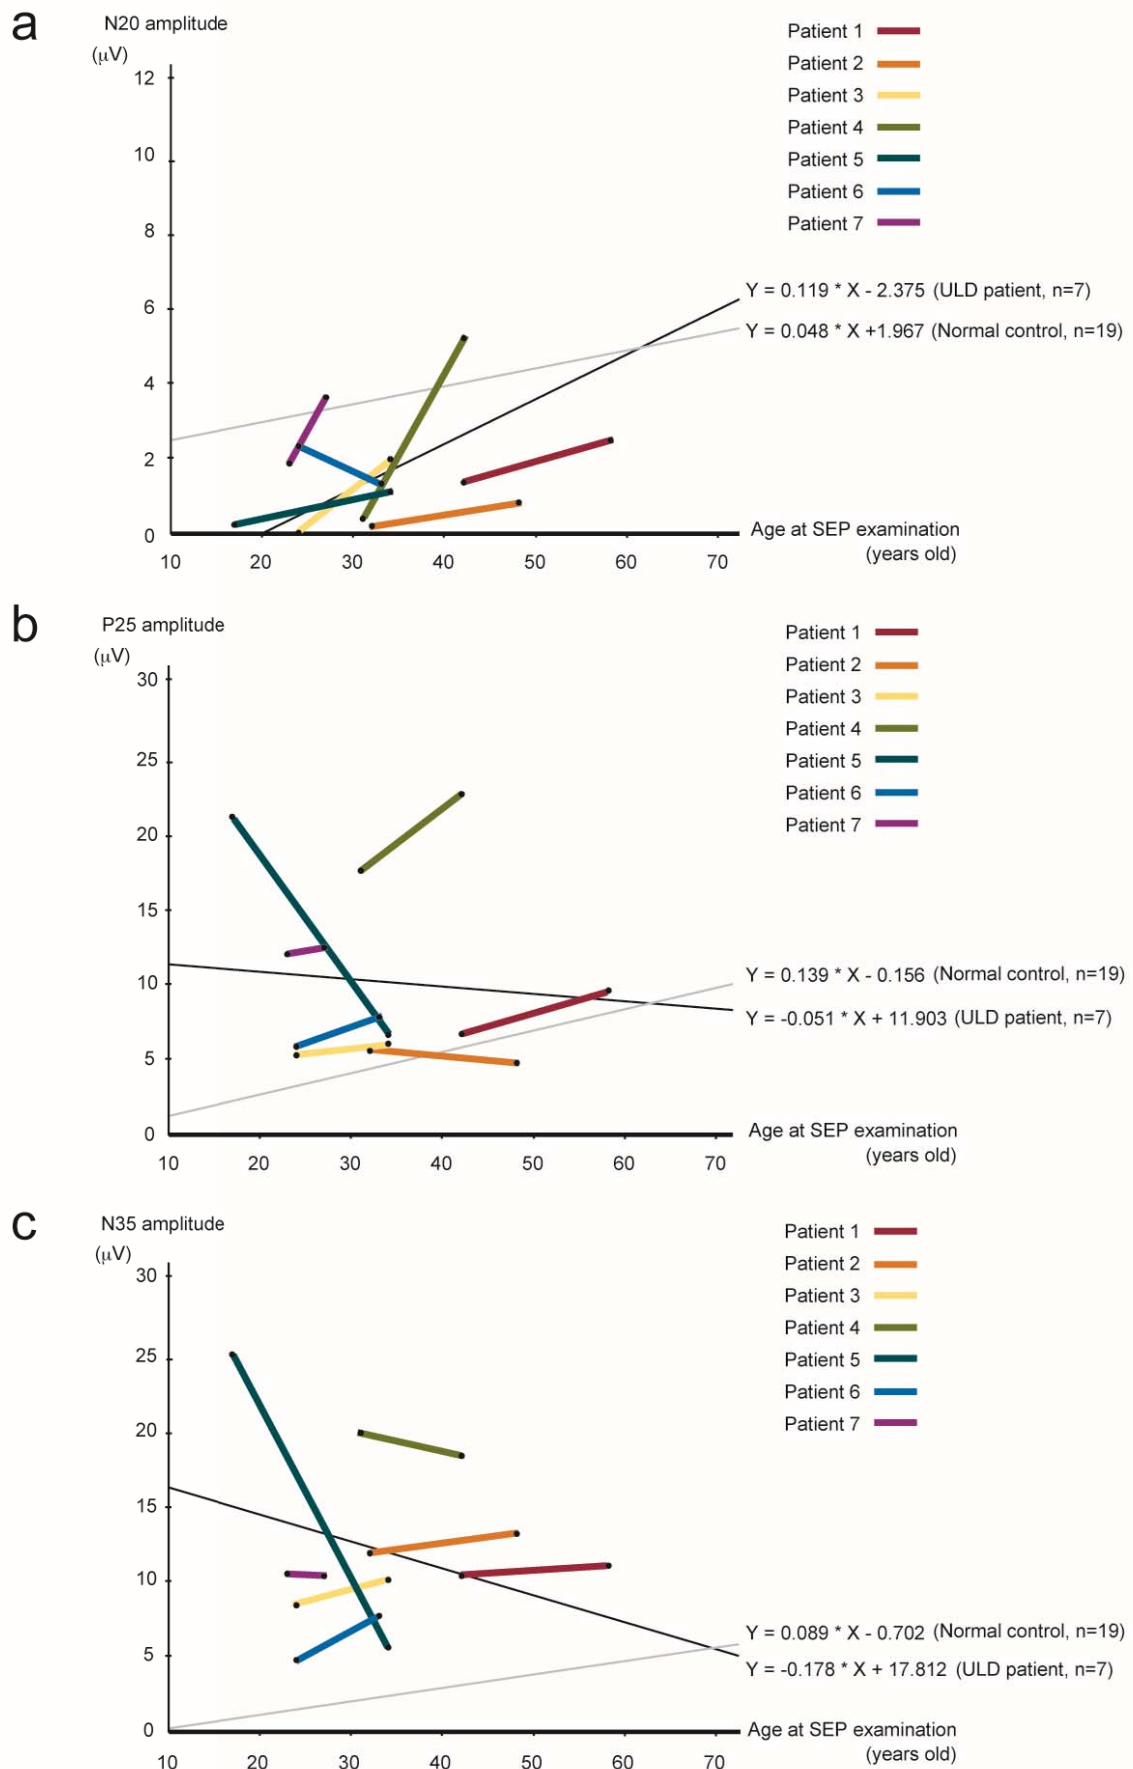 a
N20 amplitude
(μV)
Patient 1
Patient 2
Patient 3
Patient 4
Patient 5
Patient 6
Patient 7
12
10
8
6
4
2
0
Y = 0.119 * X - 2.375 (ULD patient, n=7)
Y = 0.048 * X +1.967 (Normal control, n=19)
10 20 30 40 50 60 70
Age at SEP examination
(years old)
b
P25 amplitude
(μV)
Patient 1
Patient 2
Patient 3
Patient 4
Patient 5
Patient 6
Patient 7
30
25
20
15
10
5
0
Y = 0.139 * X - 0.156 (Normal control, n=19)
Y = -0.051 * X + 11.903 (ULD patient, n=7)
10 20 30 40 50 60 70
Age at SEP examination
(years old)
c
N35 amplitude
(μV)
Patient 1
Patient 2
Patient 3
Patient 4
Patient 5
Patient 6
Patient 7
30
25
20
15
10
5
0
Y = 0.089 * X - 0.702 (Normal control, n=19)
Y = -0.178 * X + 17.812 (ULD patient, n=7)
10 20 30 40 50 60 70
Age at SEP examination
(years old)